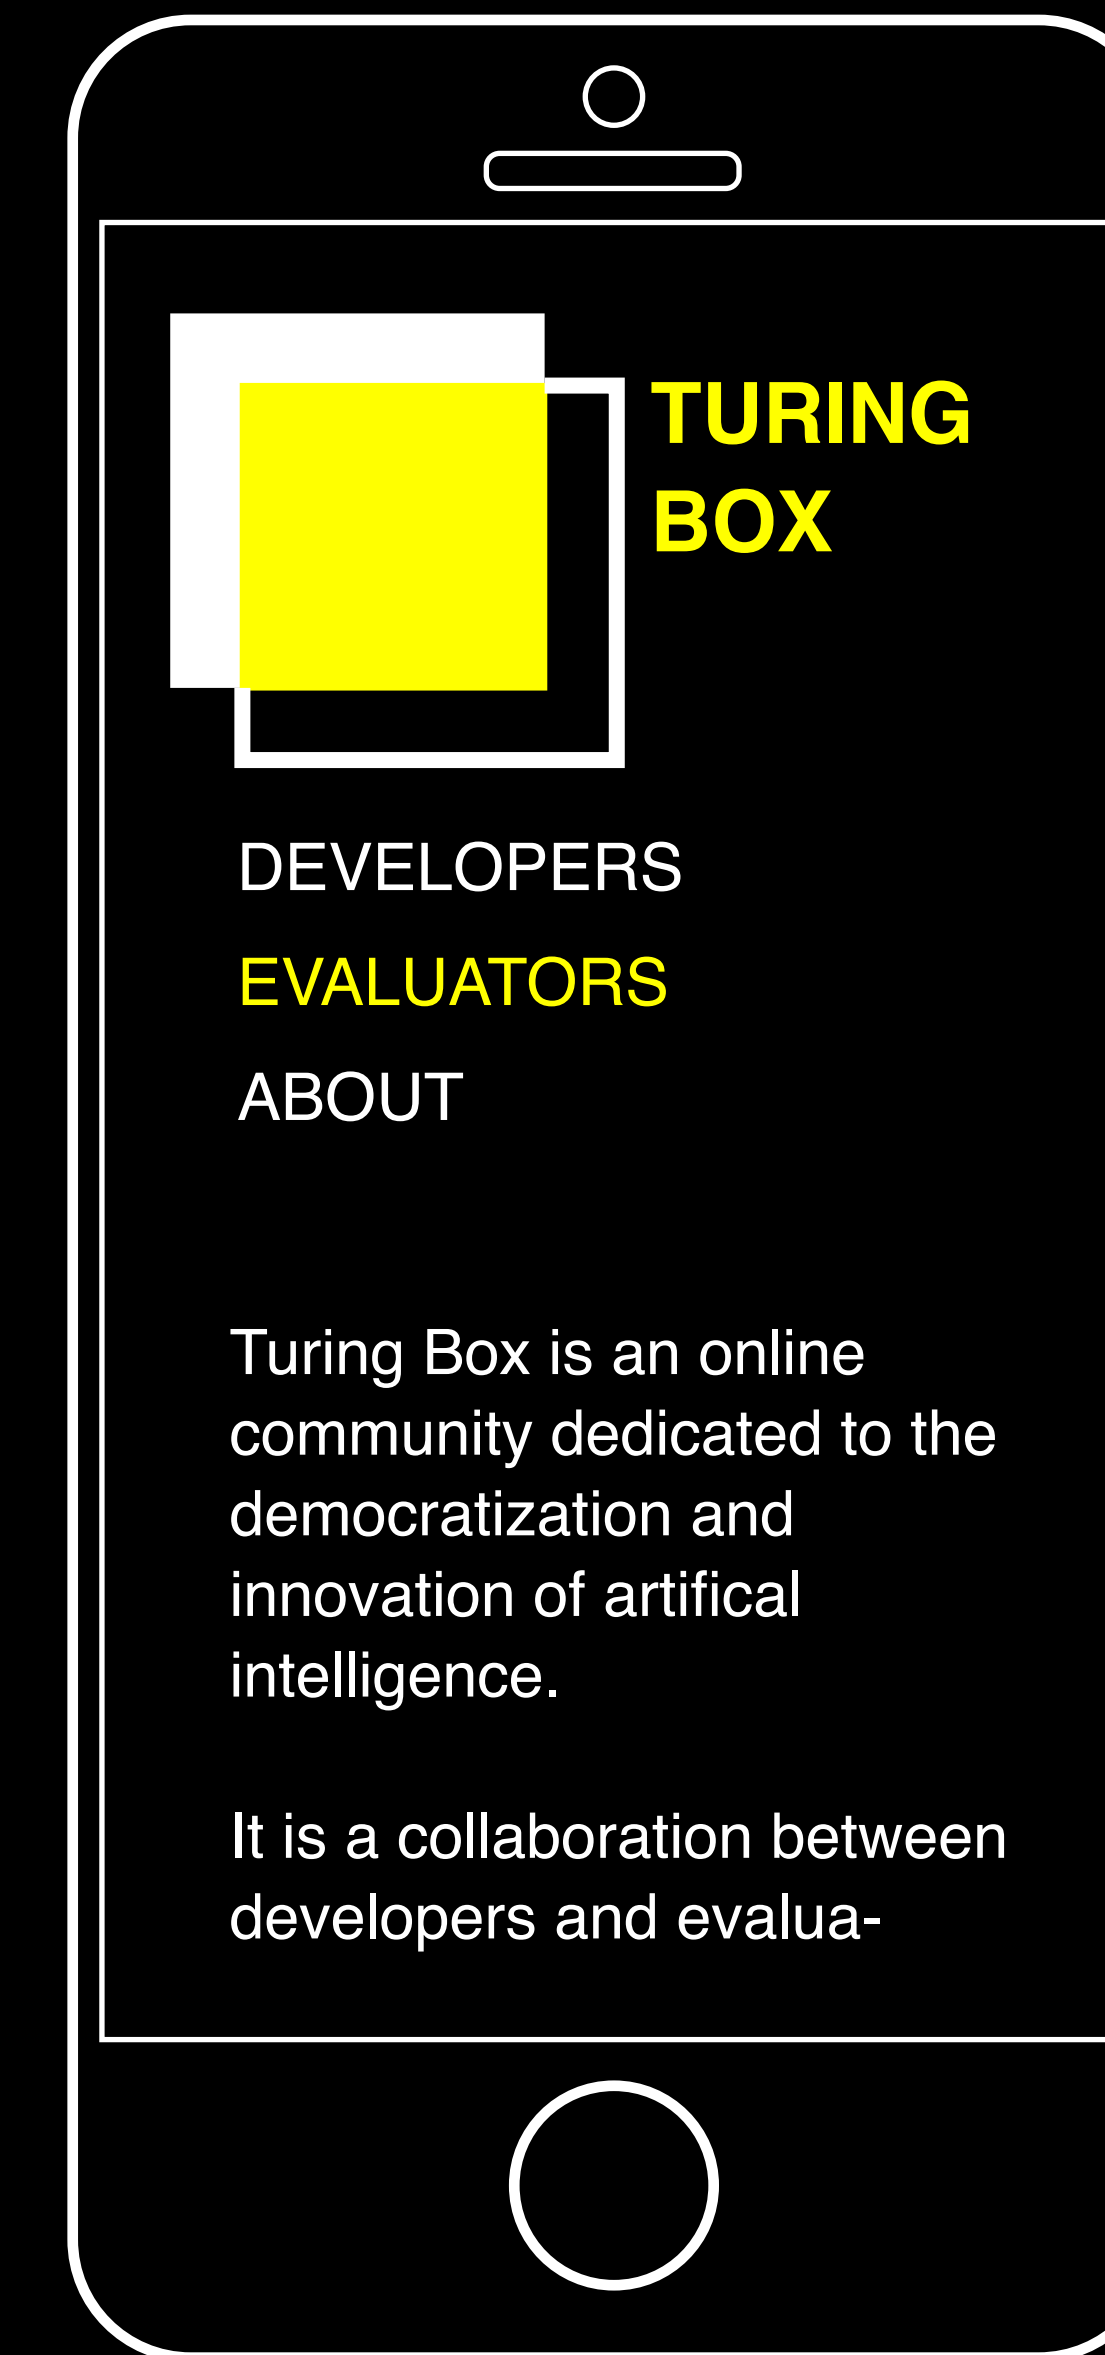 TURING
BOX
DEVELOPERS
EVALUATORS
ABOUT
Turing Box is an online
community dedicated to the
democratization and
innovation of artifical
intelligence.
It is a collaboration between
developers and evalua-